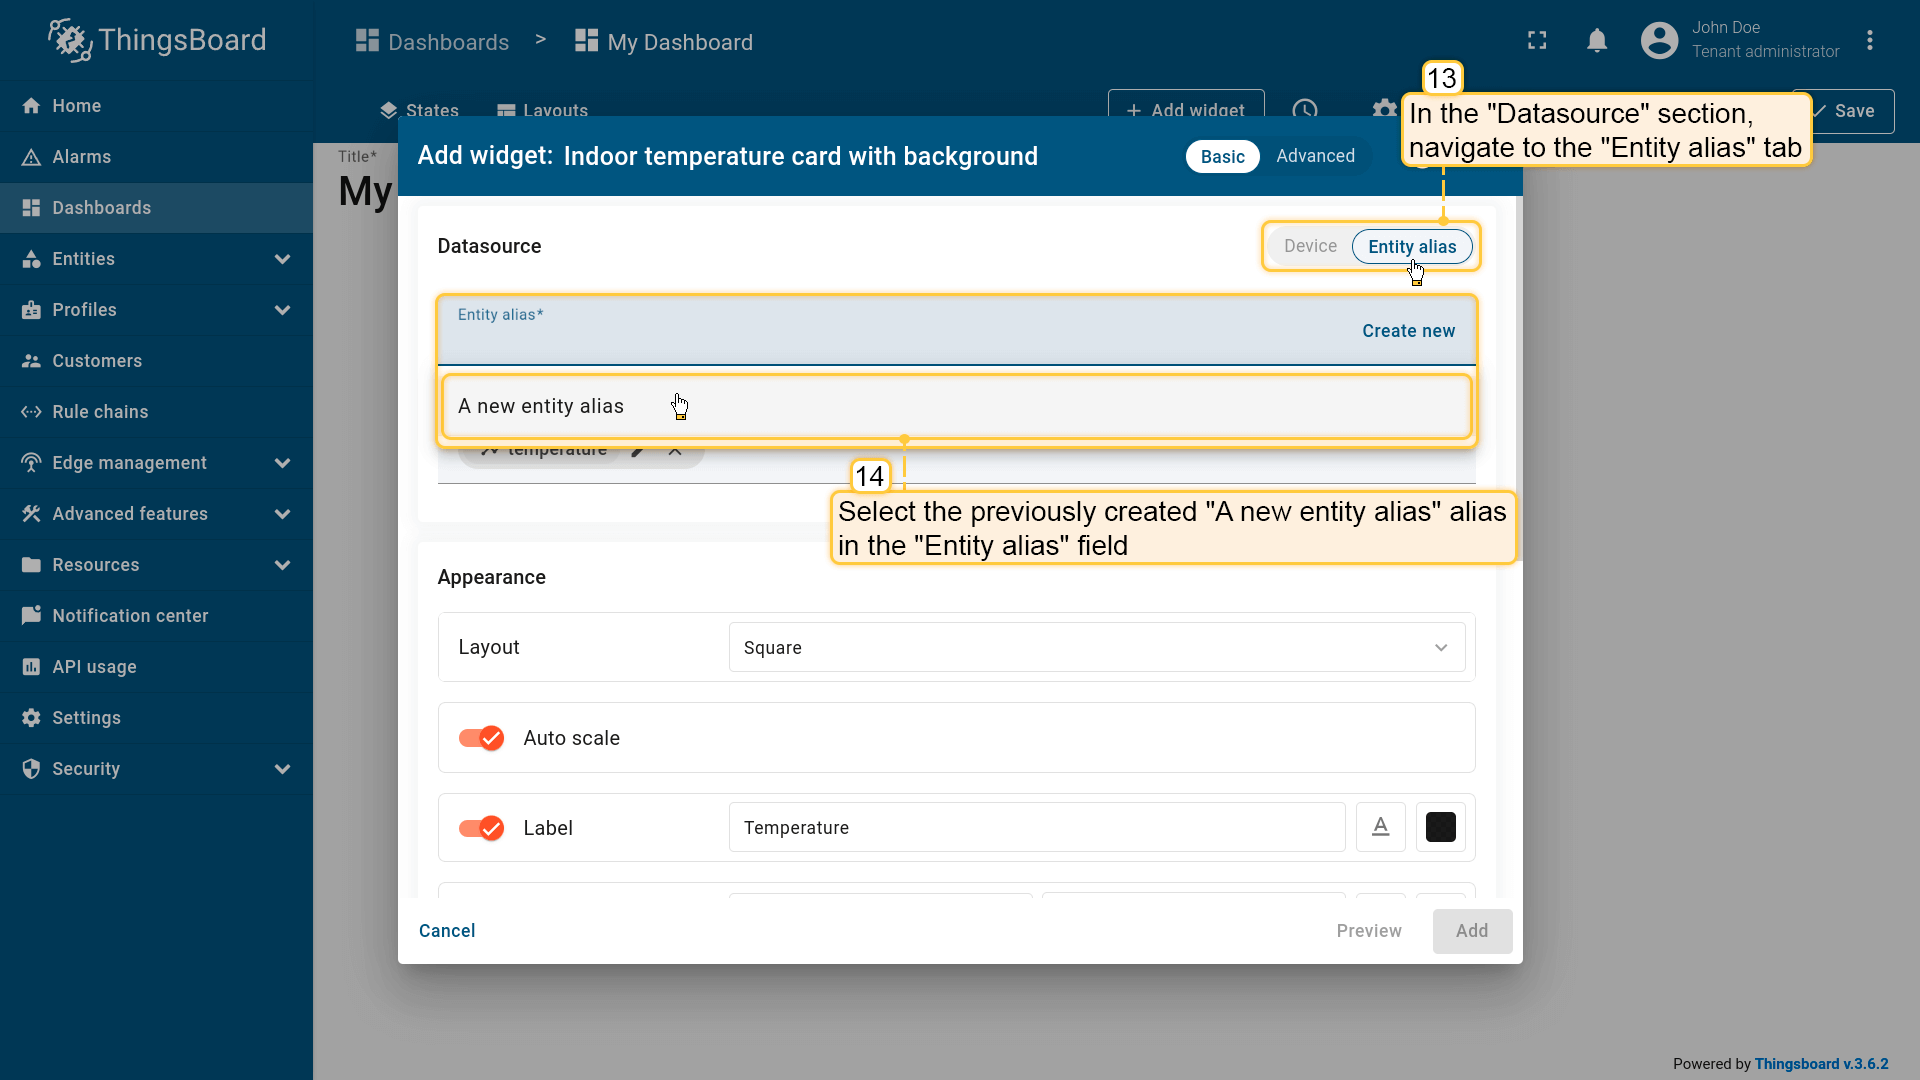 ThingsBoard
Dashboards > My Dashboard
John Doe
Tenant administrator
Home
Alarms
Dashboards
Entities
Profiles
Customers
Rule chains
Edge management
Advanced features
Resources
Notification center
API usage
Settings
Security
States
Layouts
+ Add widget
Save
Title*
My
13
In the "Datasource" section,
navigate to the "Entity alias" tab
Add widget: Indoor temperature card with background
Basic
Advanced
Datasource
Device
Entity alias
Entity alias*
Create new
A new entity alias
temperature
14
Select the previously created "A new entity alias" alias
in the "Entity alias" field
Appearance
Layout
Square
Auto scale
Label
Temperature
A
Cancel
Preview
Add
Powered by Thingsboard v.3.6.2